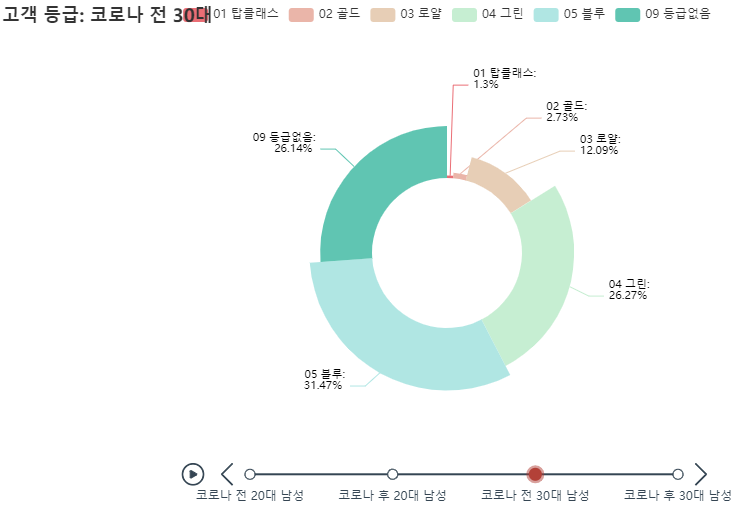 고객 등급: 코로나 전 30대
01 탑클래스 02 골드 03 로얄 04 그린 05 블루 09 등급없음
01 탑클래스:
1.3%
02 골드:
2.73%
03 로얄:
12.09%
09 등급없음:
26.14%
04 그린:
26.27%
05 블루:
31.47%
코로나 전 20대 남성 코로나 후 20대 남성 코로나 전 30대 남성 코로나 후 30대 남성